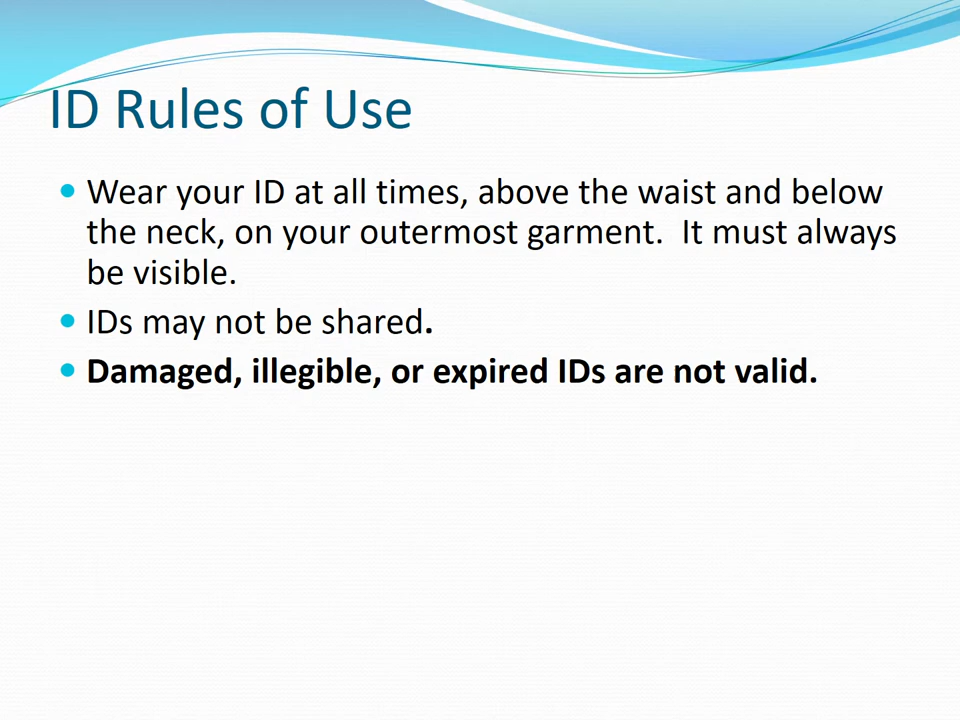 ID Rules of Use
• Wear your ID at all times, above the waist and below
the neck, on your outermost garment.  It must always
be visible.
• IDs may not be shared.
• Damaged, illegible, or expired IDs are not valid.